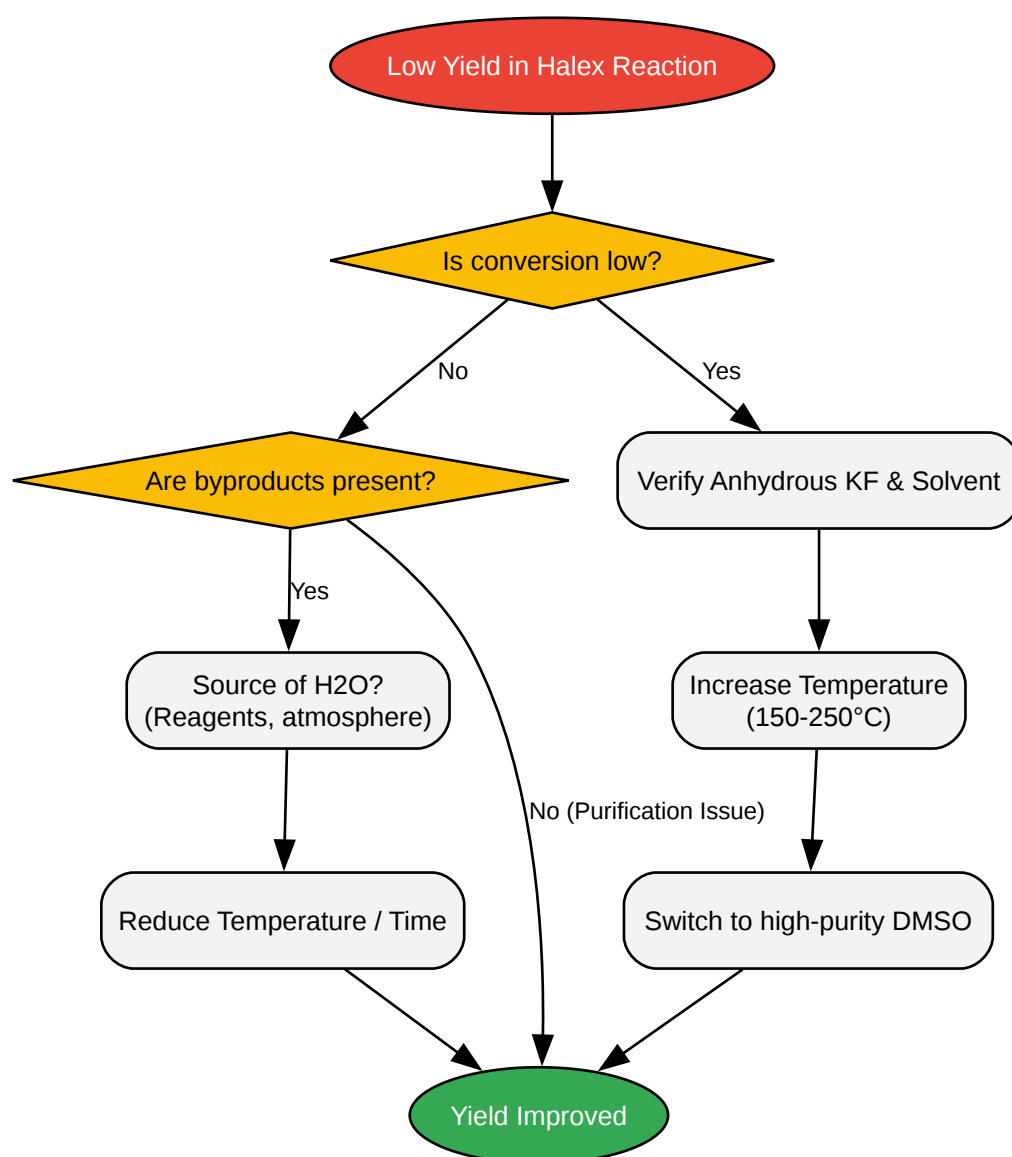 Low Yield in Halex Reaction
Is conversion low?
No
Yes
Are byproducts present?
Verify Anhydrous KF & Solvent
Yes
Source of H2O?
(Reagents, atmosphere)
Increase Temperature
(150-250°C)
No (Purification Issue)
Reduce Temperature / Time
Switch to high-purity DMSO
Yield Improved